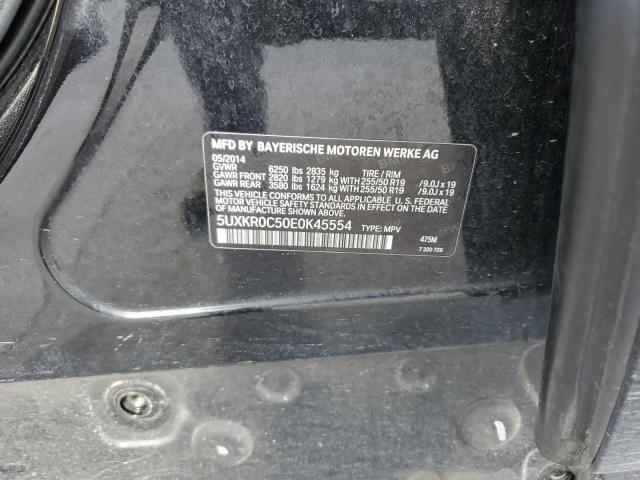 MFD BY BAYERISCHE MOTOREN WERKE AG
05/2014
GVWR 6250 lbs 2835 kg TIRE / RIM
GAWR FRONT 2820 lbs 1279 kg WITH 255/50 R19 / 9.0J x 19
GAWR REAR 3580 lbs 1624 kg WITH 255/50 R19 / 9.0J x 19
THIS VEHICLE CONFORMS TO ALL APPLICABLE U. S. FEDERAL
MOTOR VEHICLE SAFETY STANDARDS IN EFFECT ON THE DATE
OF MANUFACTURE SHOWN ABOVE.
5UXKR0C50E0K45554 TYPE: MPV 475M
7 320 729